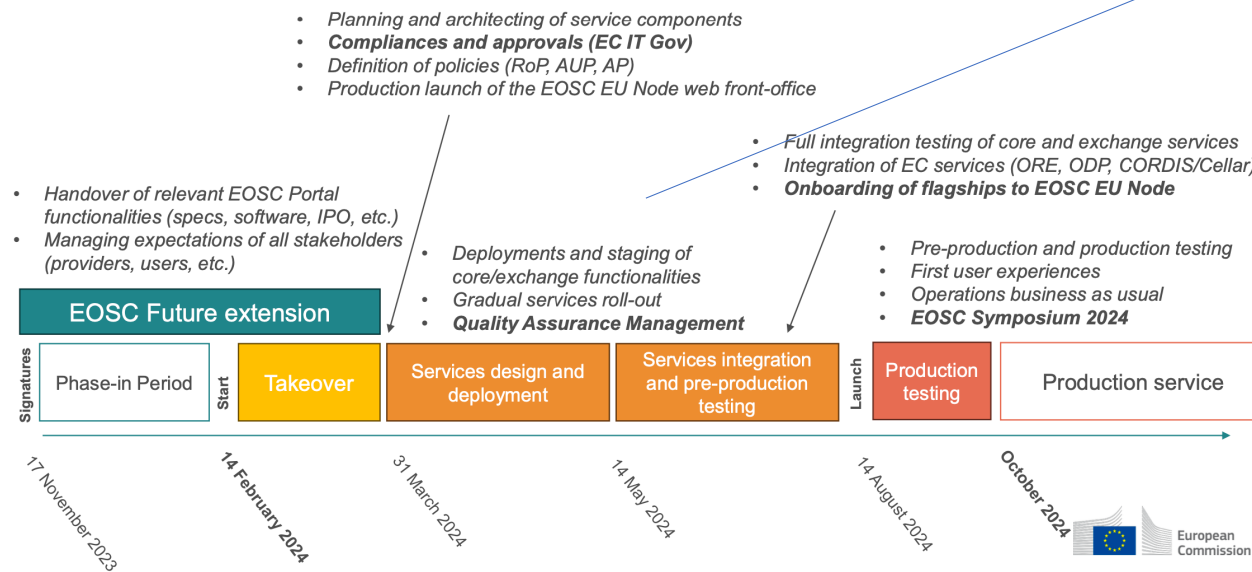 • Planning and architecting of service components
• Compliances and approvals (EC IT Gov)
• Definition of policies (RoP, AUP, AP)
• Production launch of the EOSC EU Node web front-office
• Full integration testing of core and exchange services
• Integration of EC services (ORE, ODP, CORDIS/Cellar)
• Onboarding of flagships to EOSC EU Node
• Handover of relevant EOSC Portal
functionalities (specs, software, IPO, etc.)
• Managing expectations of all stakeholders
(providers, users, etc.)
• Deployments and staging of
core/exchange functionalities
• Gradual services roll-out
• Quality Assurance Management
• Pre-production and production testing
• First user experiences
• Operations business as usual
• EOSC Symposium 2024
EOSC Future extension
Signatures
Phase-in Period
Start
Takeover
Services design and
deployment
Services integration
and pre-production
testing
Launch
Production
testing
Production service
17 November 2023
14 February 2024
31 March 2024
14 May 2024
14 August 2024
October 2024
European
Commission